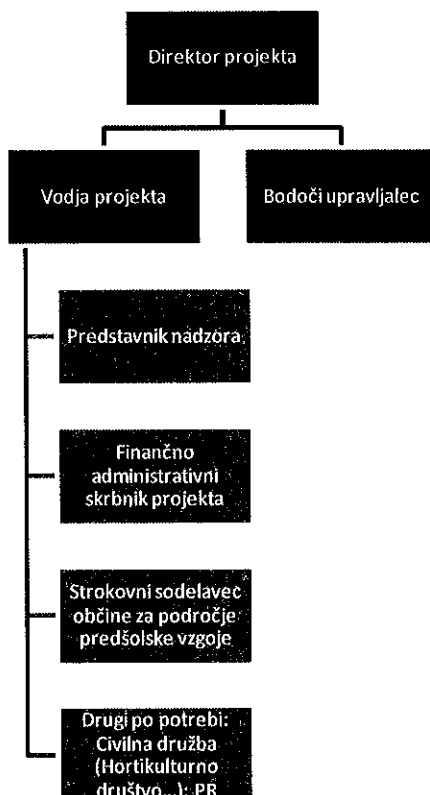 Direktor projekta
Vodja projekta
Bodoči upravljalec
Predstavnik nadzora
Finančno
administrativni
skrbnik projekta
Strokovni sodelavec
občine za področje
predšolske vzgoje
Drugi po potrebi:
Civilna družba
(Hortikulturno
društvo...); PR